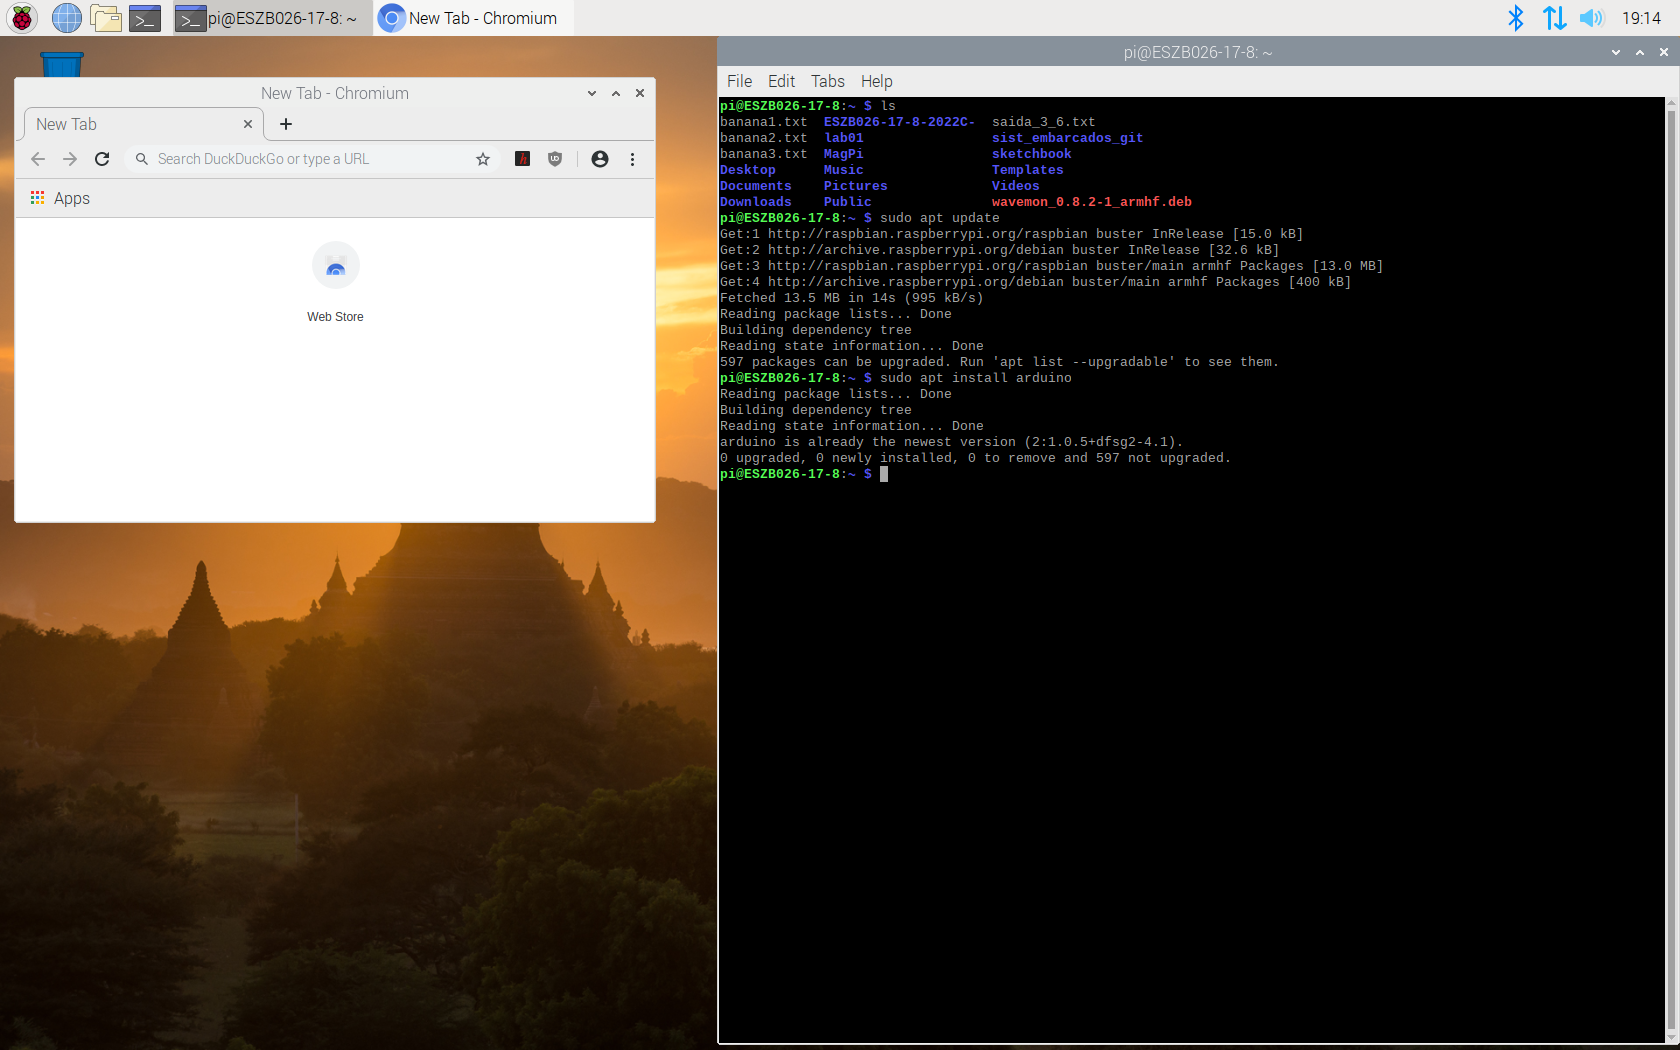 pi@ESZB026-17-8: ~
New Tab - Chromium
19:14
New Tab - Chromium
New Tab
Search DuckDuckGo or type a URL
Apps
Web Store
pi@ESZB026-17-8: ~
File Edit Tabs Help
pi@ESZB026-17-8:~ $ ls
banana1.txt ESZB026-17-8-2022C- saida_3_6.txt
banana2.txt lab01 sist_embarcados_git
banana3.txt MagPi sketchbook
Desktop Music Templates
Documents Pictures Videos
Downloads Public wavemon_0.8.2-1_armhf.deb
pi@ESZB026-17-8:~ $ sudo apt update
Get:1 http://raspbian.raspberrypi.org/raspbian buster InRelease [15.0 kB]
Get:2 http://archive.raspberrypi.org/debian buster InRelease [32.6 kB]
Get:3 http://raspbian.raspberrypi.org/raspbian buster/main armhf Packages [13.0 MB]
Get:4 http://archive.raspberrypi.org/debian buster/main armhf Packages [400 kB]
Fetched 13.5 MB in 14s (995 kB/s)
Reading package lists... Done
Building dependency tree
Reading state information... Done
597 packages can be upgraded. Run 'apt list --upgradable' to see them.
pi@ESZB026-17-8:~ $ sudo apt install arduino
Reading package lists... Done
Building dependency tree
Reading state information... Done
arduino is already the newest version (2:1.0.5+dfsg2-4.1).
0 upgraded, 0 newly installed, 0 to remove and 597 not upgraded.
pi@ESZB026-17-8:~ $